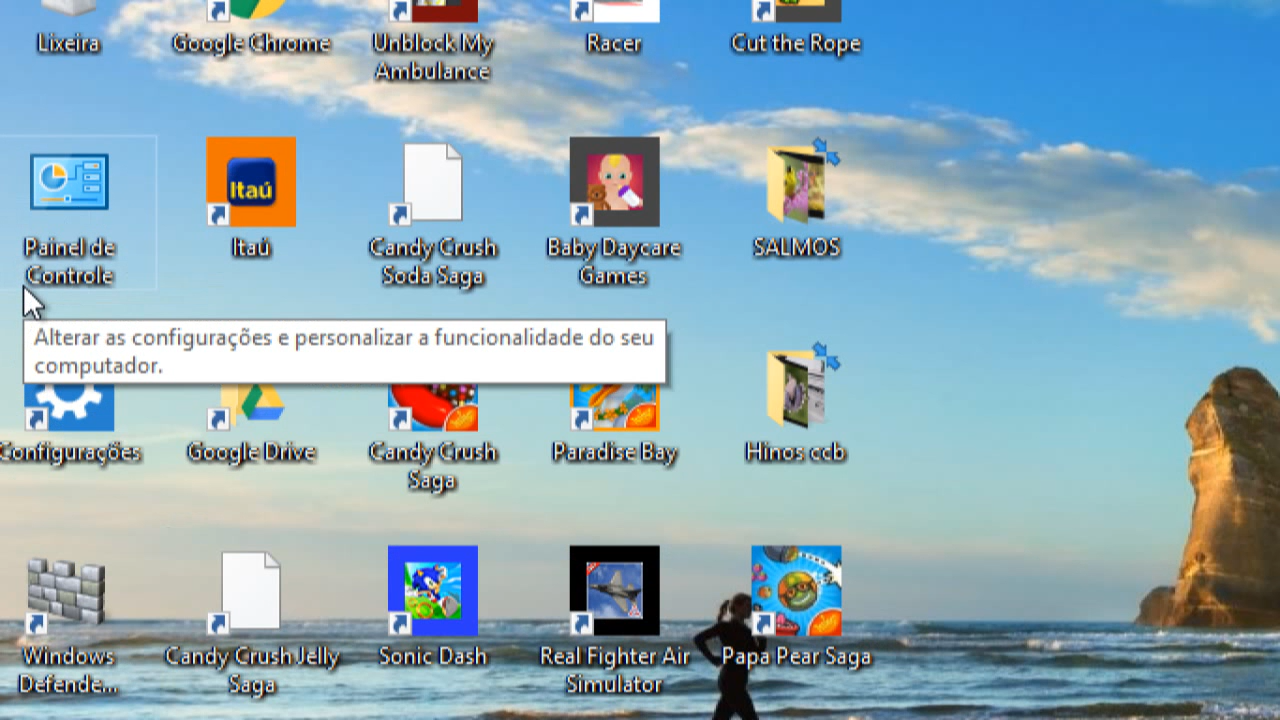 Lixeira
Google Chrome
Unblock My
Ambulance
Racer
Cut the Rope
Painel de
Controle
Itaú
Itaú
Candy Crush
Soda Saga
Baby Daycare
Games
SALMOS
Alterar as configurações e personalizar a funcionalidade do seu
computador.
Configurações
Google Drive
Candy Crush
Saga
Paradise Bay
Hinos ccb
Windows
Defende...
Candy Crush Jelly
Saga
Sonic Dash
Real Fighter Air
Simulator
Papa Pear Saga